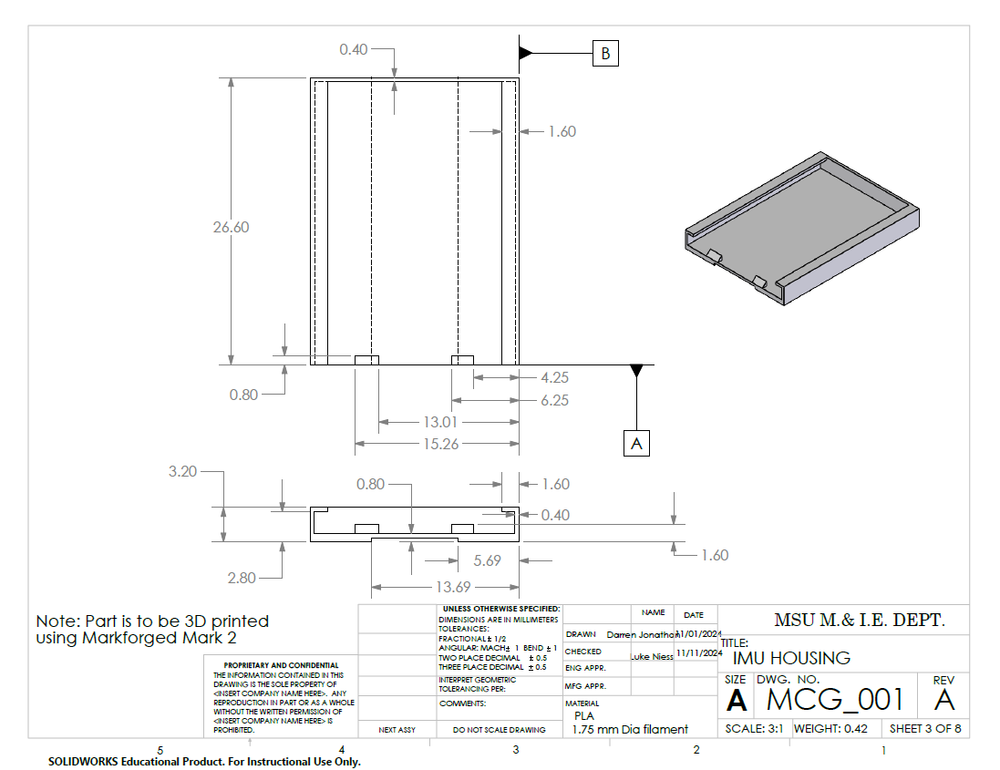 0.40
B
1.60
26.60
4.25
0.80
6.25
13.01
15.26
A
3.20
0.80
1.60
0.40
1.60
5.69
2.80
13.69
Note: Part is to be 3D printed
using Markforged Mark 2
PROPRIETARY AND CONFIDENTIAL
THE INFORMATION CONTAINED IN THIS
DRAWING IS THE SOLE PROPERTY OF
<INSERT COMPANY NAME HERE>. ANY
REPRODUCTION IN PART OR AS A WHOLE
WITHOUT THE WRITTEN PERMISSION OF
<INSERT COMPANY NAME HERE> IS
PROHIBITED.
NEXT ASSY
UNLESS OTHERWISE SPECIFIED:
DIMENSIONS ARE IN MILLIMETERS
TOLERANCES:
FRACTIONAL± 1/2
ANGULAR: MACH± 1 BEND ± 1
TWO PLACE DECIMAL ± 0.5
THREE PLACE DECIMAL ± 0.5
INTERPRET GEOMETRIC
TOLERANCING PER:
COMMENTS:
DO NOT SCALE DRAWING
NAME DATE
DRAWN Darren Jonathan 11/01/2024
CHECKED Luke Niess 11/11/2024
ENG APPR.
MFG APPR.
MATERIAL
PLA
1.75 mm Dia filament
MSU M.& I.E. DEPT.
TITLE:
IMU HOUSING
SIZE DWG. NO. REV
A MCG_001 A
SCALE: 3:1 WEIGHT: 0.42 SHEET 3 OF 8
5 4 3 2 1
SOLIDWORKS Educational Product. For Instructional Use Only.